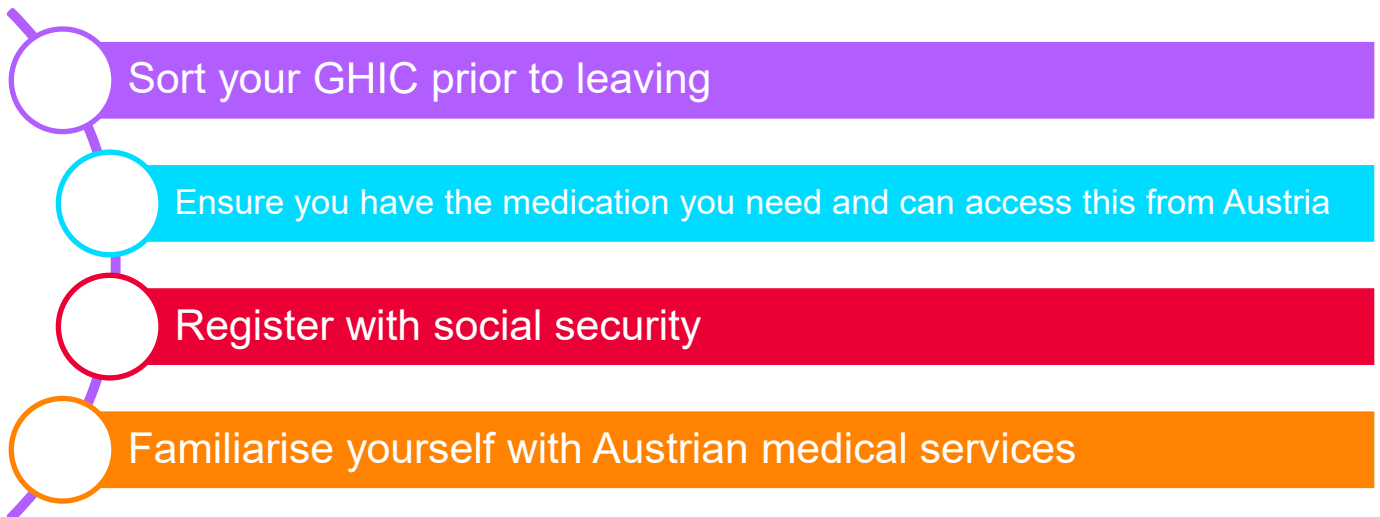 Sort your GHIC prior to leaving
Ensure you have the medication you need and can access this from Austria
Register with social security
Familiarise yourself with Austrian medical services